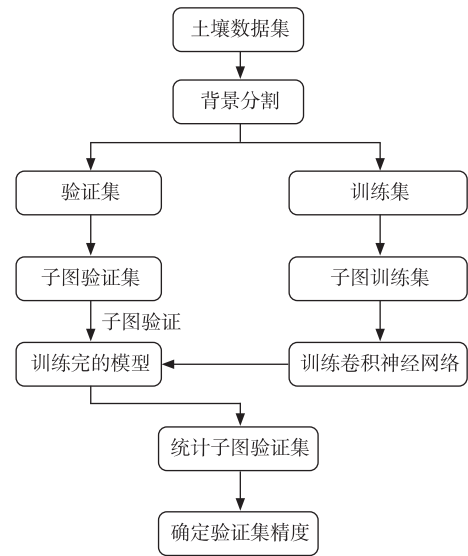 土壤数据集
背景分割
验证集
训练集
子图验证集
子图训练集
子图验证
训练完的模型
训练卷积神经网络
统计子图验证集
确定验证集精度